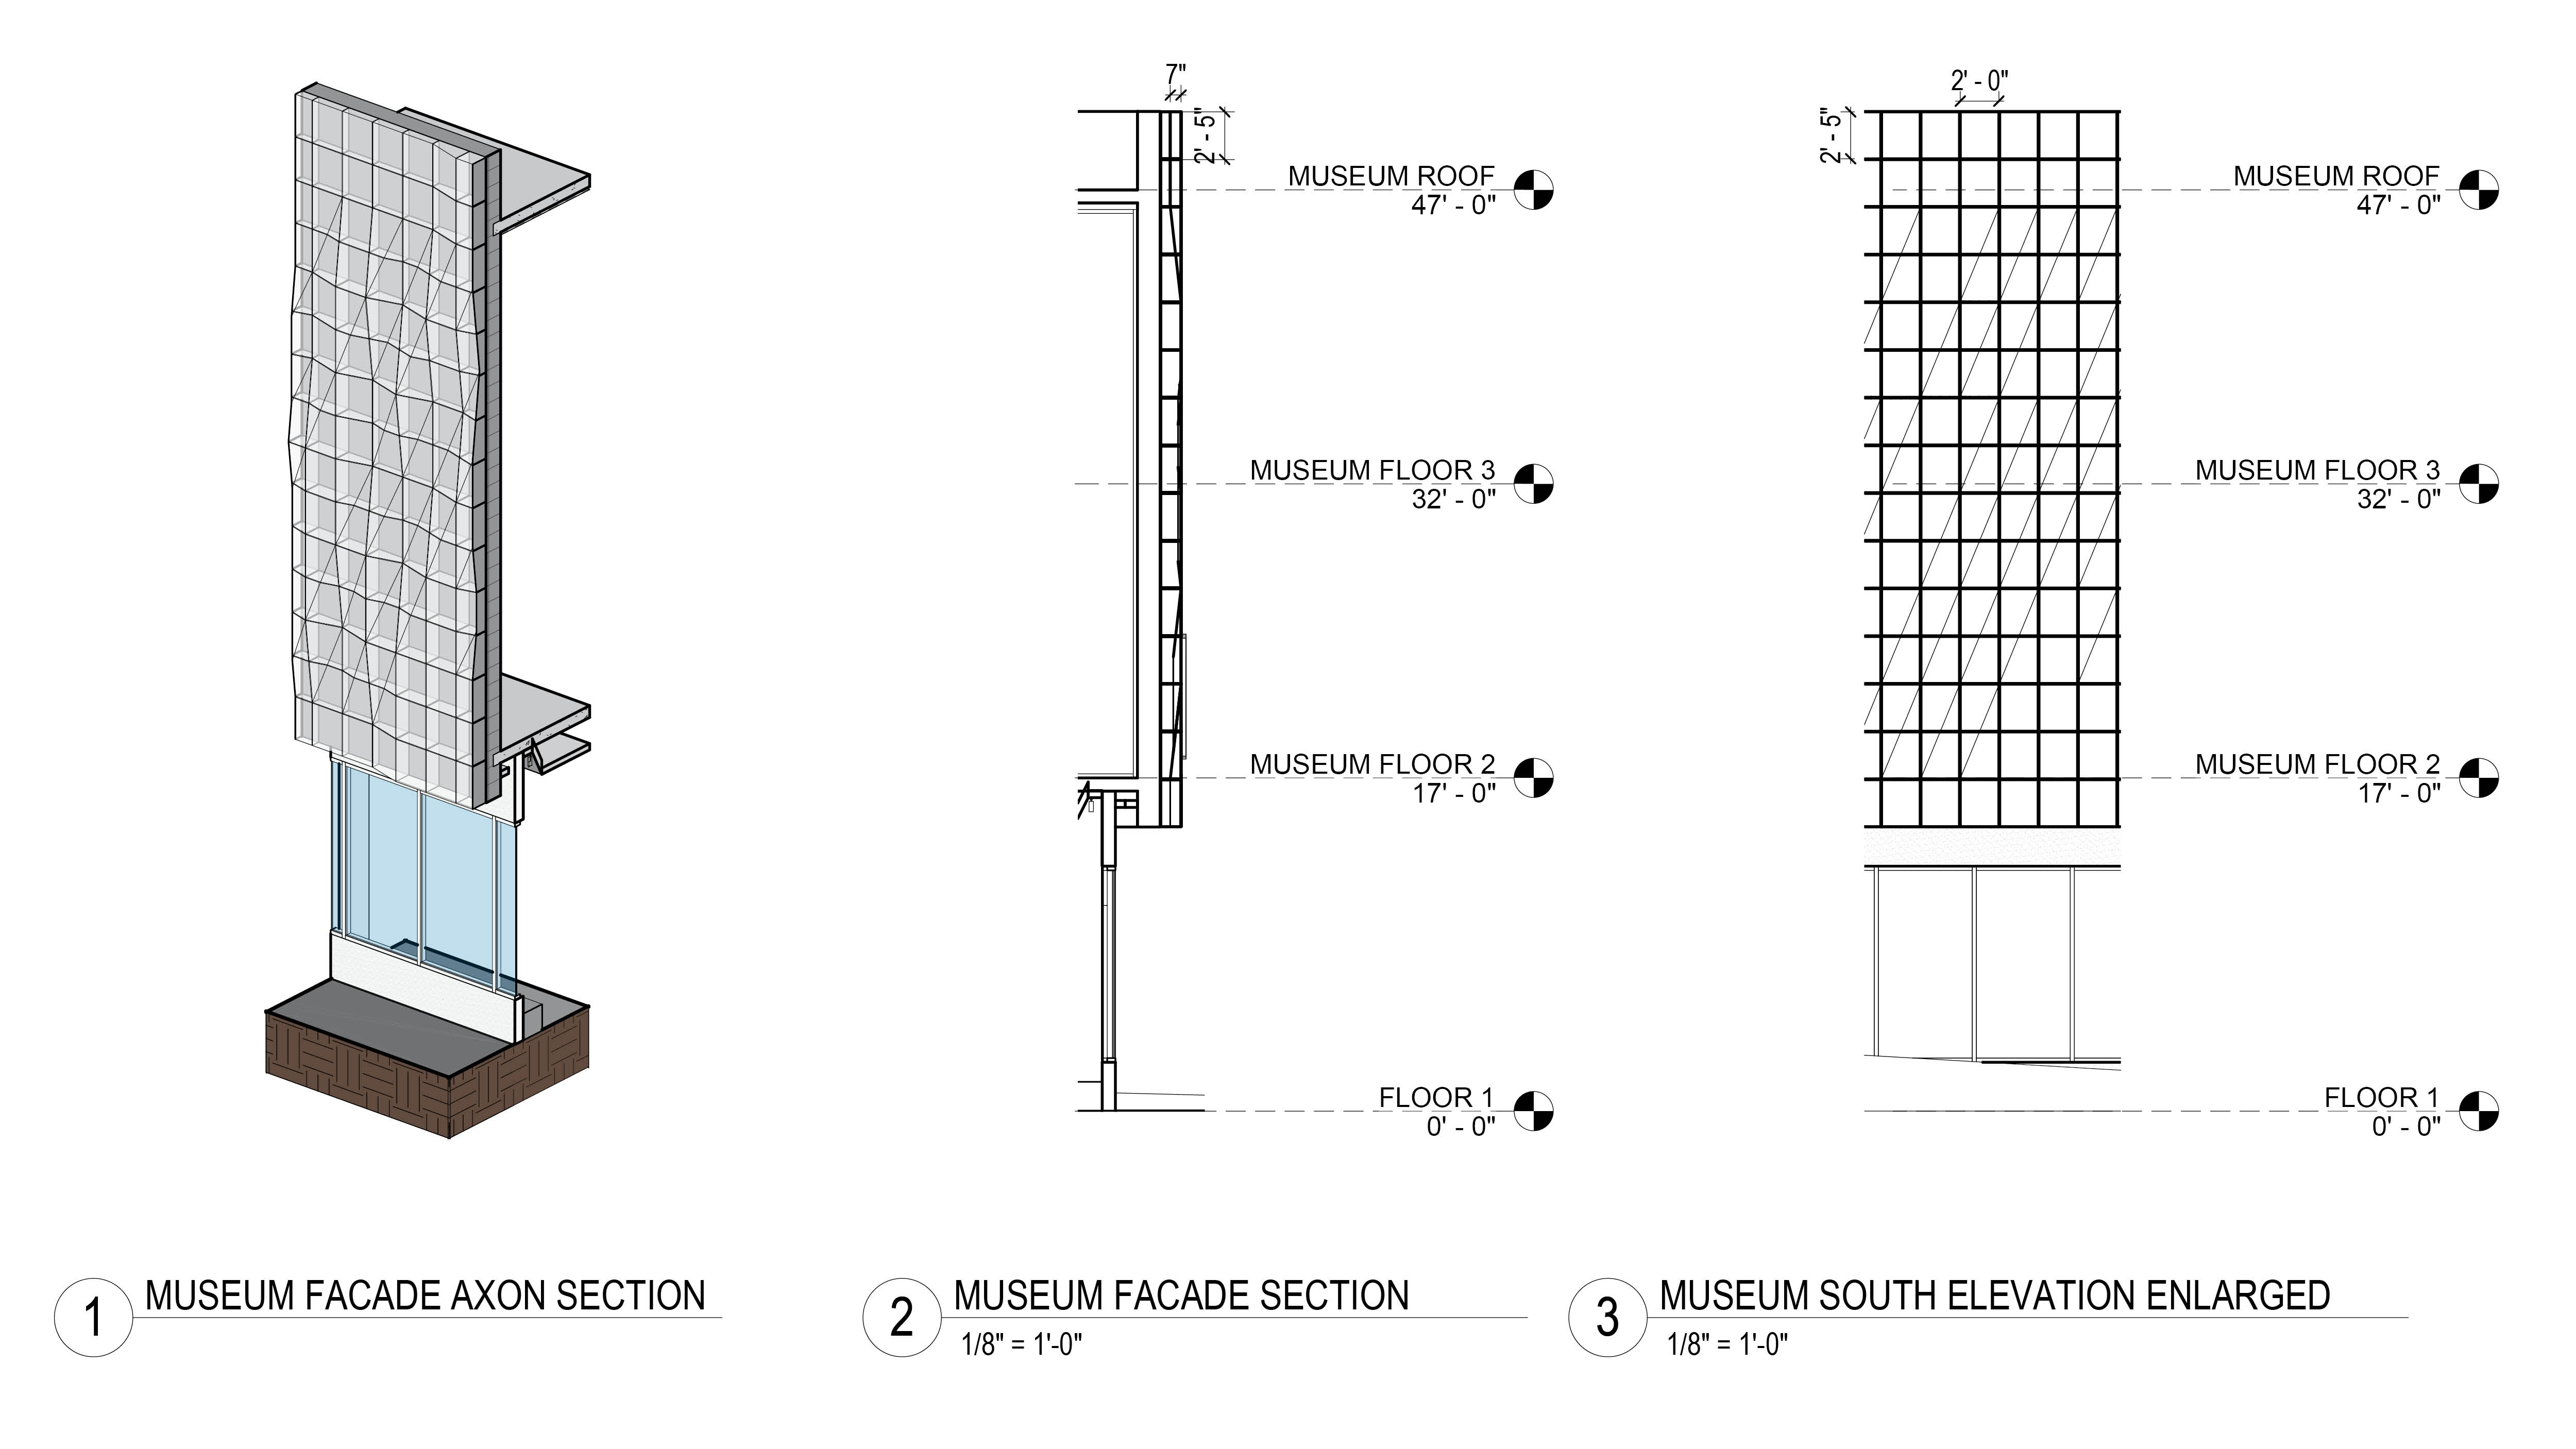 7"
2' - 5"
MUSEUM ROOF
47' - 0"
MUSEUM FLOOR 3
32' - 0"
MUSEUM FLOOR 2
17' - 0"
FLOOR 1
0' - 0"
2' - 0"
2' - 5"
MUSEUM ROOF
47' - 0"
MUSEUM FLOOR 3
32' - 0"
MUSEUM FLOOR 2
17' - 0"
FLOOR 1
0' - 0"
1
MUSEUM FACADE AXON SECTION
2
MUSEUM FACADE SECTION
1/8" = 1'-0"
3
MUSEUM SOUTH ELEVATION ENLARGED
1/8" = 1'-0"